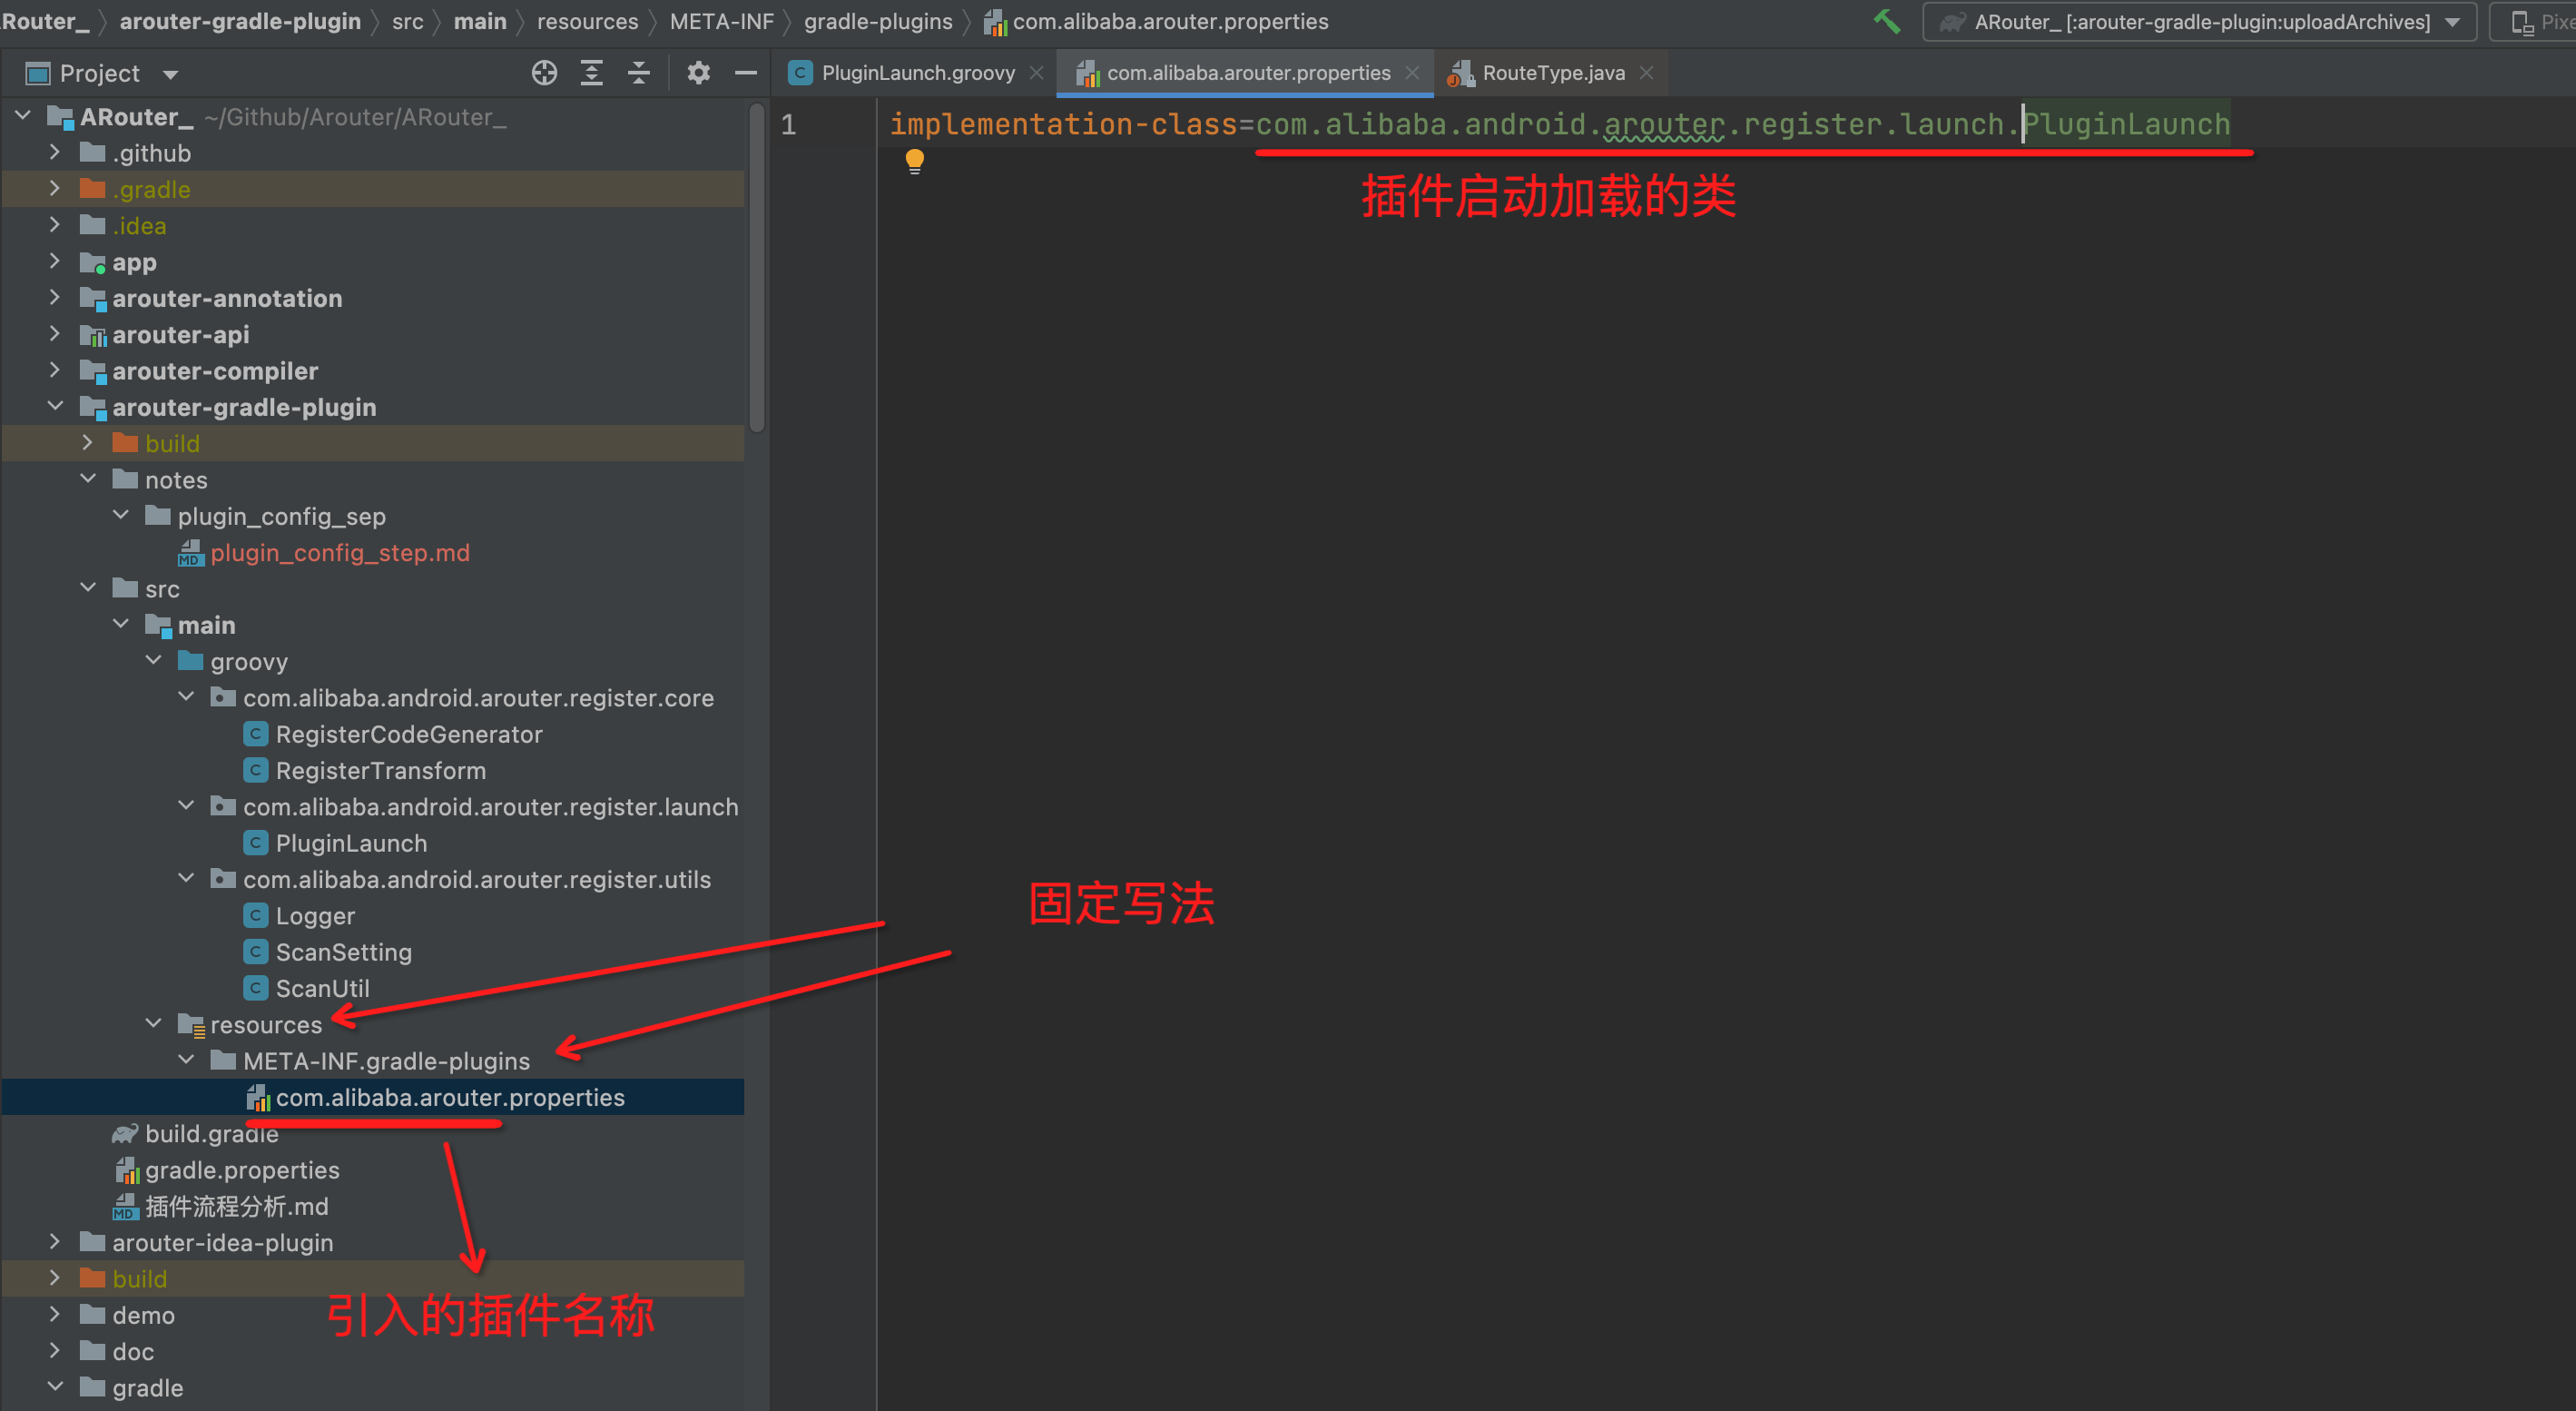 ARouter_ 〉 arouter-gradle-plugin 〉 src 〉 main 〉 resources 〉 META-INF 〉 gradle-plugins 〉 com.alibaba.arouter.properties
ARouter_ [:arouter-gradle-plugin:uploadArchives]
Project
PluginLaunch.groovy
com.alibaba.arouter.properties
RouteType.java
1 implementation-class=com.alibaba.android.arouter.register.launch.PluginLaunch
插件启动加载的类
ARouter_ ~/Github/Arouter/ARouter_
.github
.gradle
.idea
app
arouter-annotation
arouter-api
arouter-compiler
arouter-gradle-plugin
build
notes
plugin_config_sep
MD plugin_config_step.md
src
main
groovy
com.alibaba.android.arouter.register.core
C RegisterCodeGenerator
C RegisterTransform
com.alibaba.android.arouter.register.launch
C PluginLaunch
com.alibaba.android.arouter.register.utils
C Logger
C ScanSetting
C ScanUtil
固定写法
resources
META-INF.gradle-plugins
com.alibaba.arouter.properties
build.gradle
gradle.properties
MD 插件流程分析.md
arouter-idea-plugin
build
引入的插件名称
demo
doc
gradle